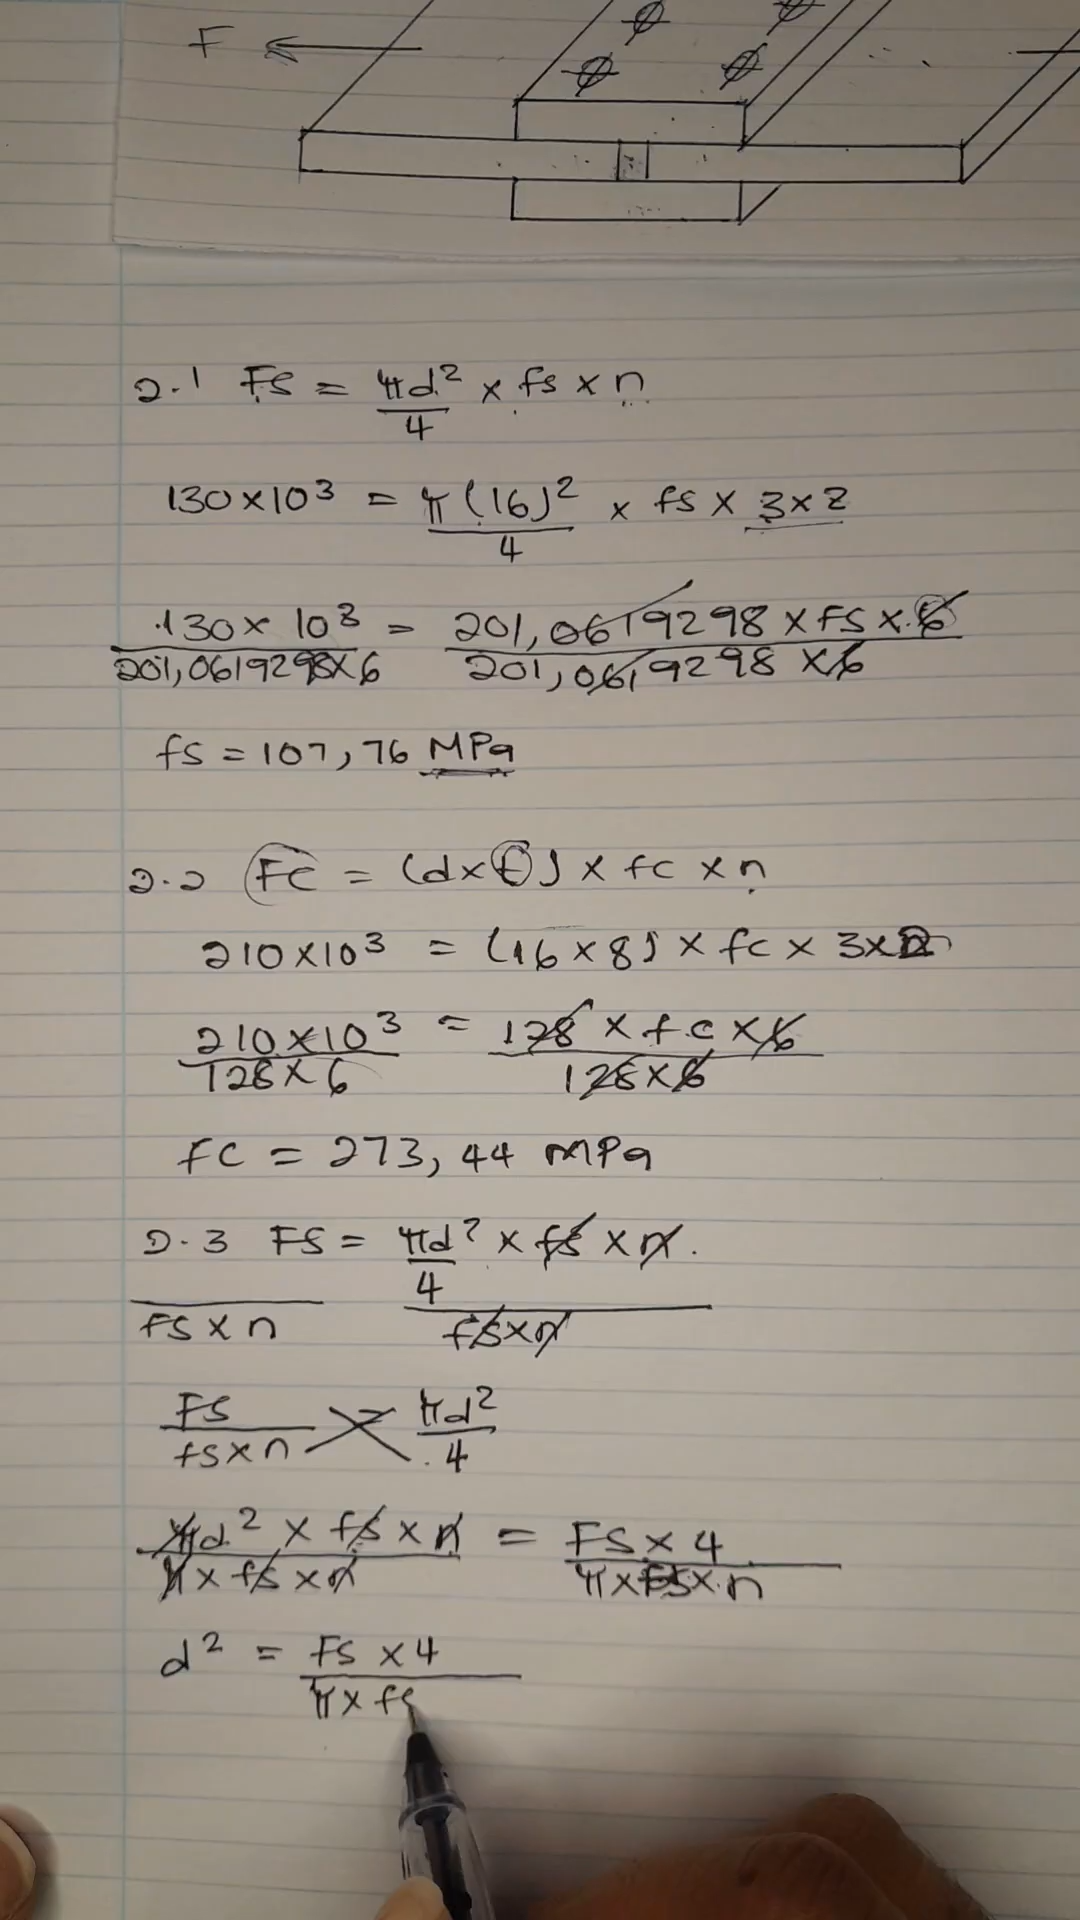 F
2.1 FS = πd²/4 × fs × n
130×10³ = π(16)²/4 × fs × 3×2
130×10³/201,0619298×6 = 201,0619298×fs×6/201,0619298×6
fs = 107,76 MPa
2.2 FC = (d×t) × fc × n
210×10³ = (16×8) × fc × 3×2
210×10³/128×6 = 128×fc×6/128×6
FC = 273,44 MPa
2.3 FS = πd²/4 × fs × n.
fs×n fs×n
FS/fs×n = πd²/4
πd² × fs × n/π × fs × n = FS×4/π×fs×n
d² = FS×4/π×fs